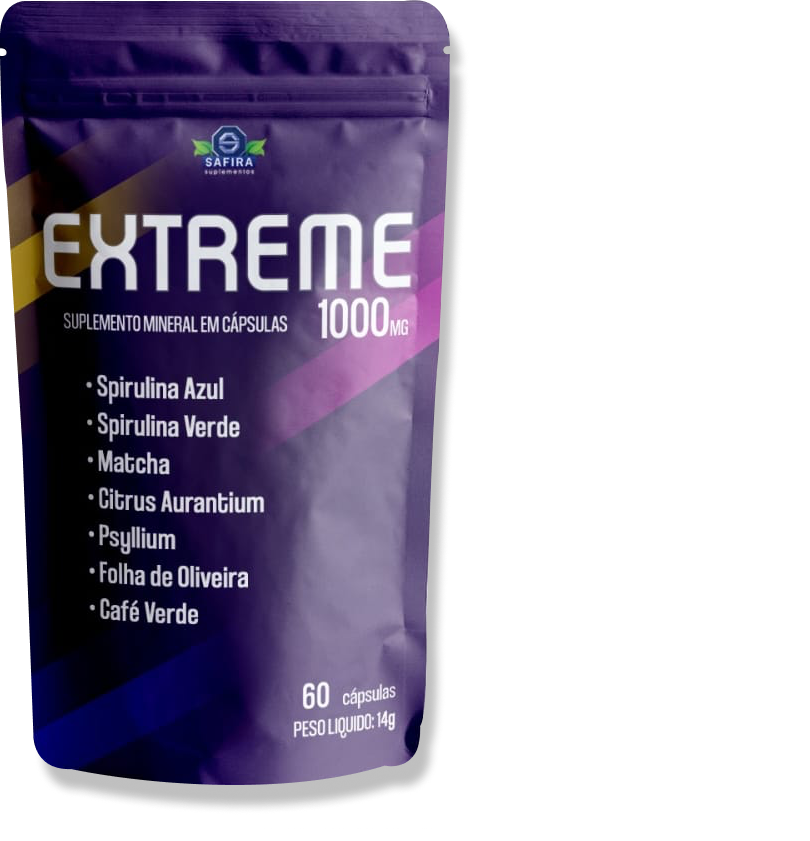 SAFIRA
suplementos
EXTREME
SUPLEMENTO MINERAL EM CÁPSULAS 1000MG
• Spirulina Azul
• Spirulina Verde
• Matcha
• Citrus Aurantium
• Psyllium
• Folha de Oliveira
• Café Verde
60 cápsulas
PESO LIQUIDO: 14g